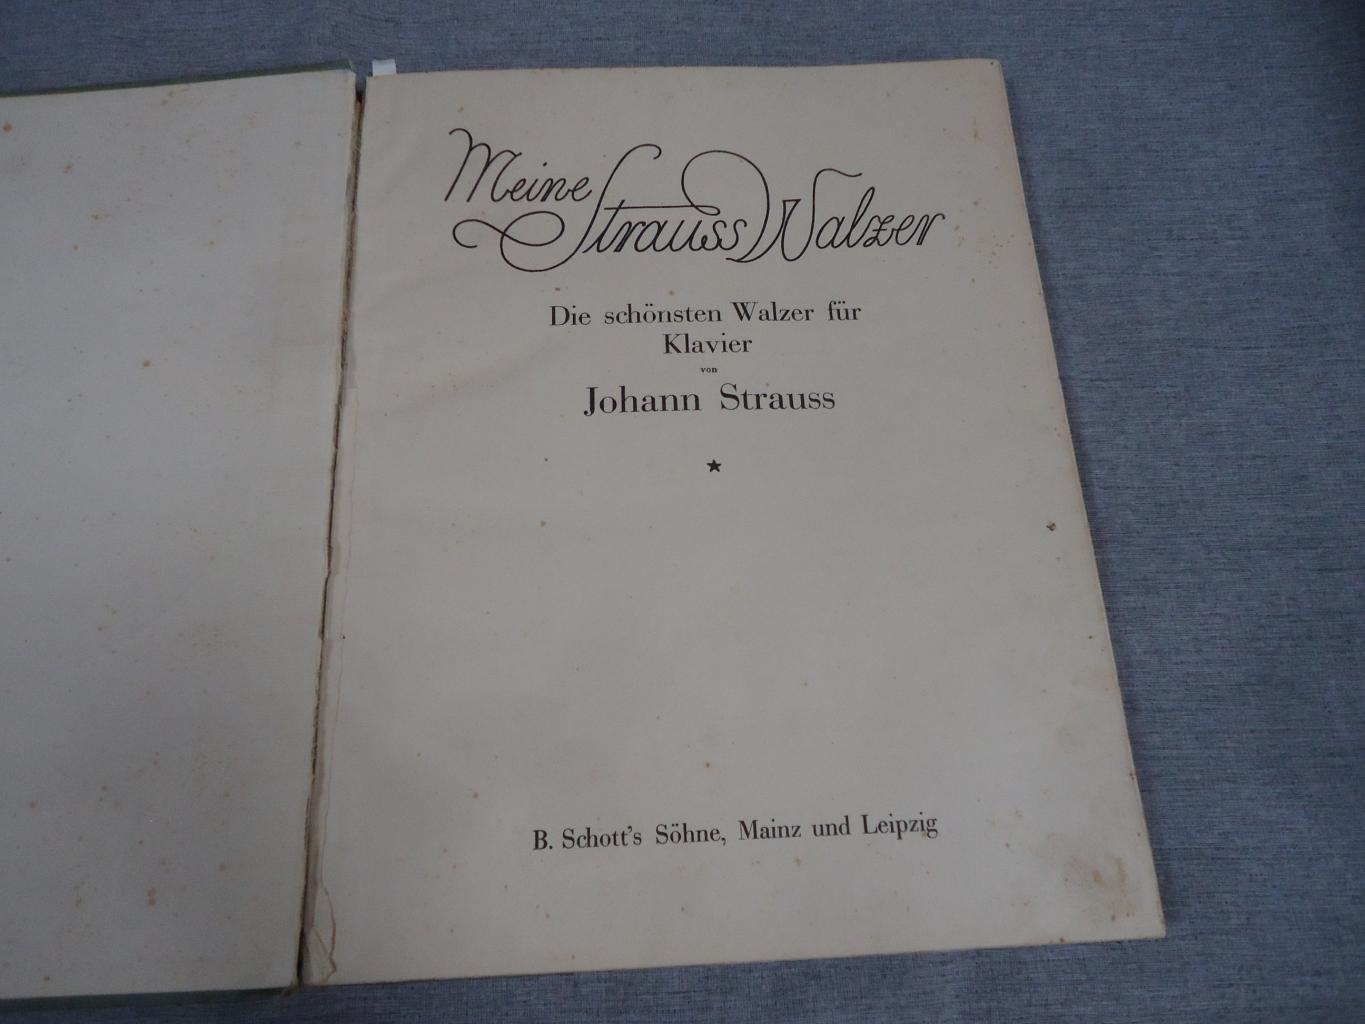 Meine
Strauss Walzer
Die schönsten Walzer für
Klavier
von
Johann Strauss
B. Schott's Söhne, Mainz und Leipzig